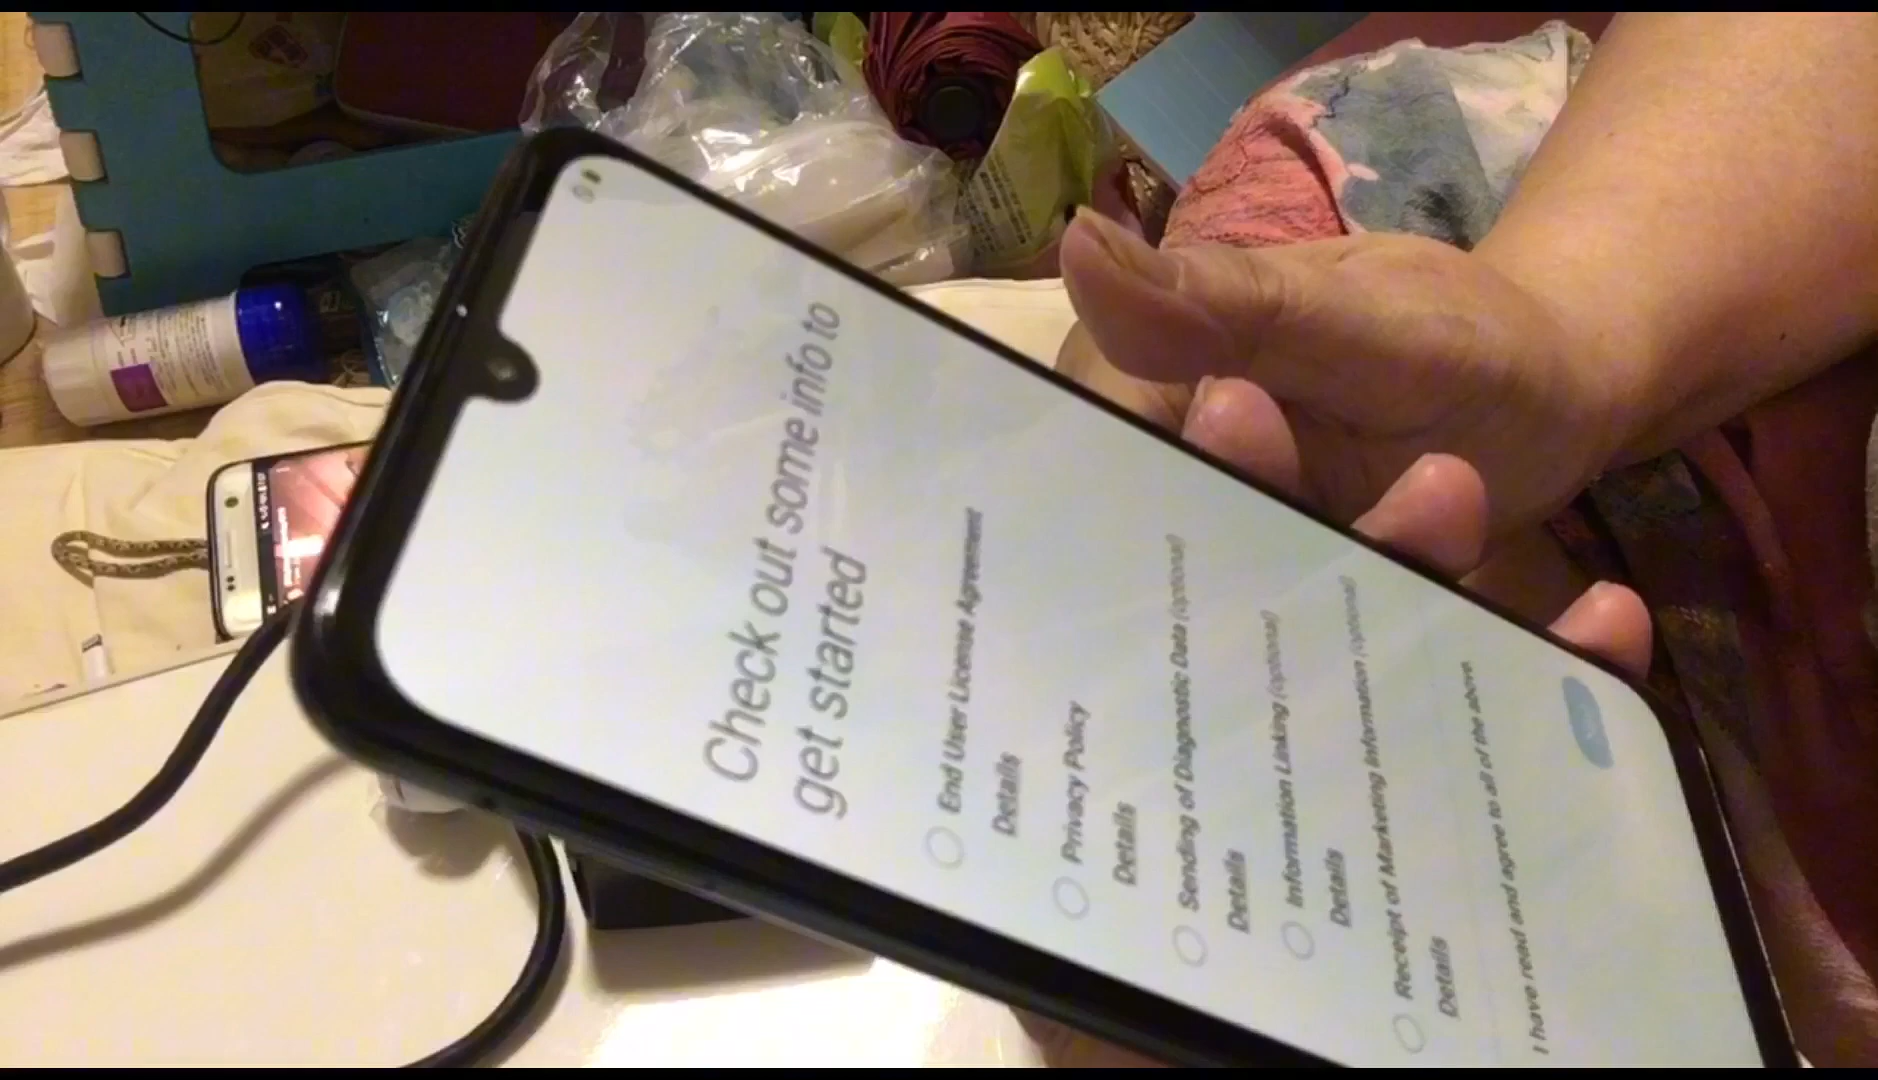 Check out some info to
get started
End User License Agreement
Details
Privacy Policy
Details
Sending of Diagnostic Data (optional)
Details
Information Linking (optional)
Details
Receipt of Marketing Information (optional)
Details
I have read and agree to all of the above.